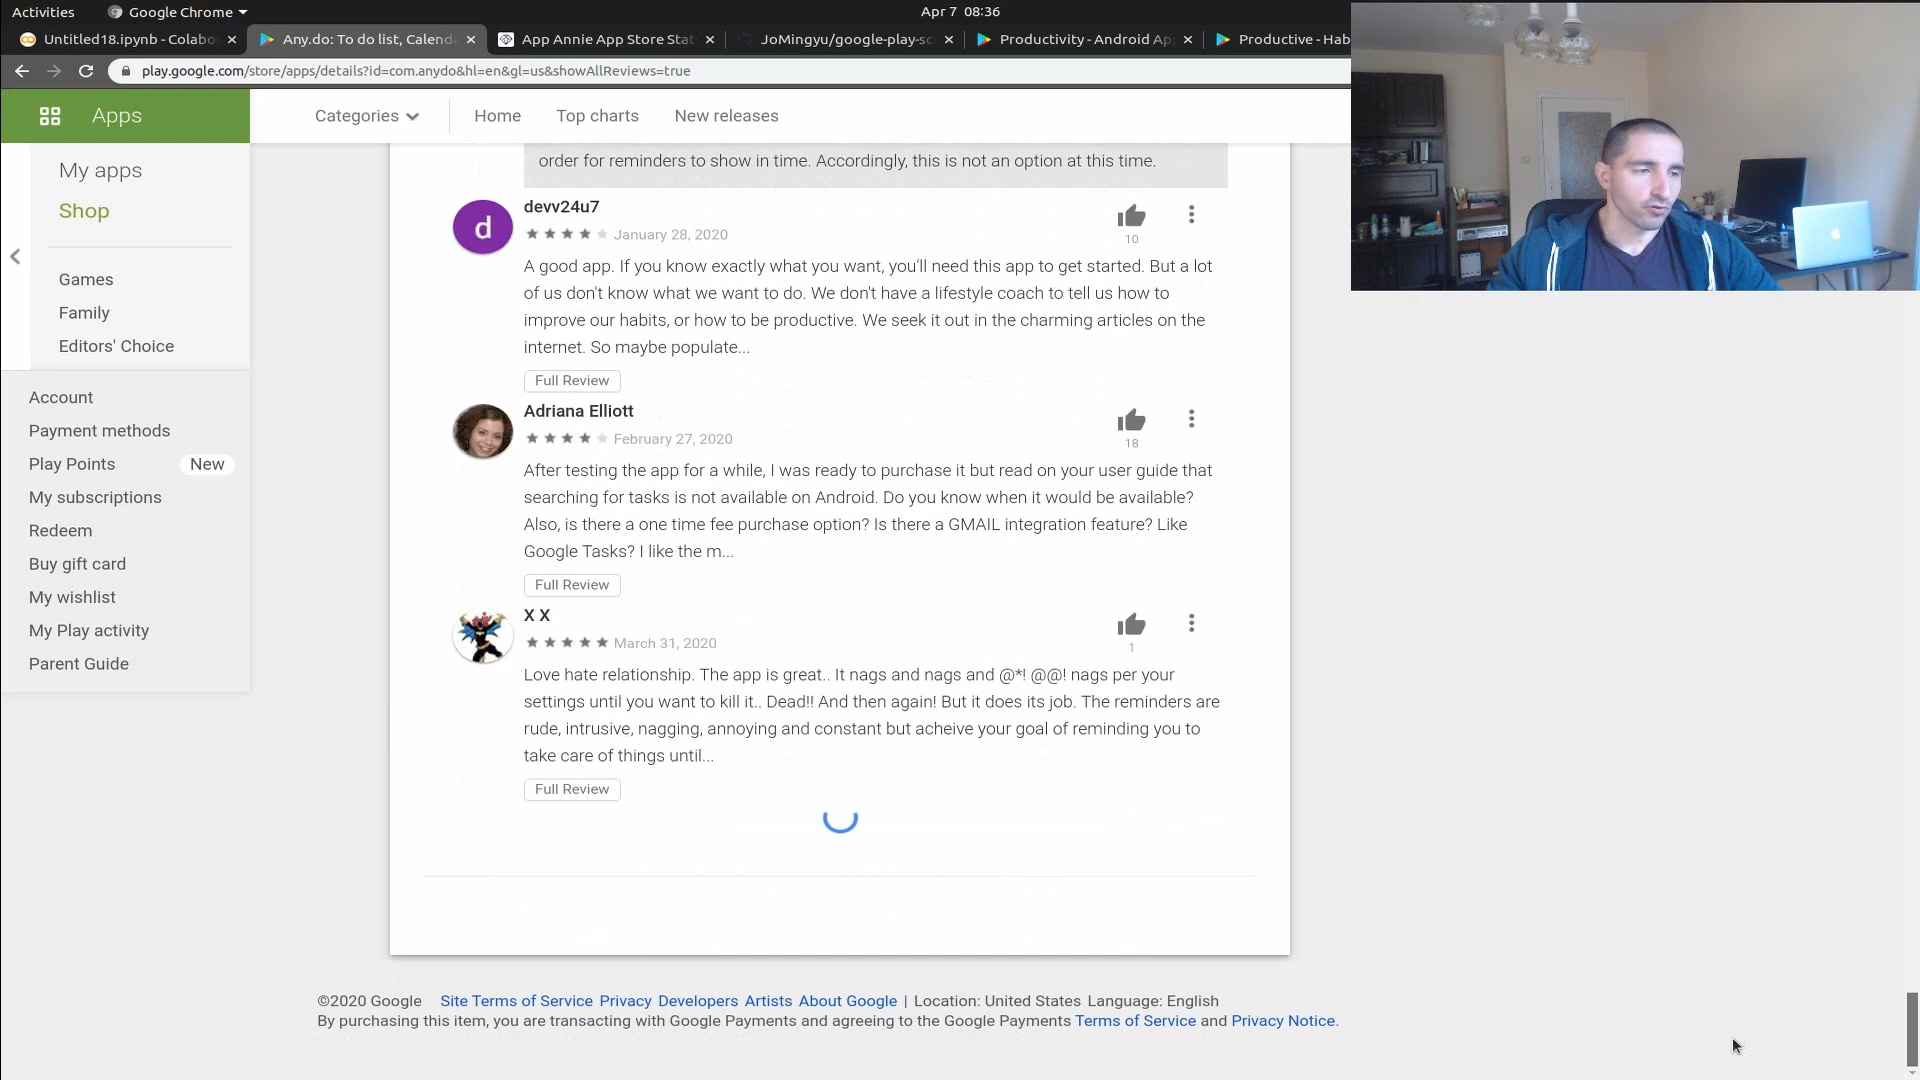 Activities
Google Chrome
Apr 7 08:36
Untitled18.ipynb - Colabo
Any.do: To do list, Calend
App Annie App Store Sta
JoMingyu/google-play-sc
Productivity - Android Ap
Productive - Hab
play.google.com/store/apps/details?id=com.anydo&hl=en&gl=us&showAllReviews=true
Apps
Categories
Home
Top charts
New releases
My apps
Shop
Games
Family
Editors' Choice
Account
Payment methods
Play Points
New
My subscriptions
Redeem
Buy gift card
My wishlist
My Play activity
Parent Guide
order for reminders to show in time. Accordingly, this is not an option at this time.
d
devv24u7
January 28, 2020
10
A good app. If you know exactly what you want, you'll need this app to get started. But a lot
of us don't know what we want to do. We don't have a lifestyle coach to tell us how to
improve our habits, or how to be productive. We seek it out in the charming articles on the
internet. So maybe populate...
Full Review
Adriana Elliott
February 27, 2020
18
After testing the app for a while, I was ready to purchase it but read on your user guide that
searching for tasks is not available on Android. Do you know when it would be available?
Also, is there a one time fee purchase option? Is there a GMAIL integration feature? Like
Google Tasks? I like the m...
Full Review
X X
March 31, 2020
1
Love hate relationship. The app is great.. It nags and nags and @*! @@! nags per your
settings until you want to kill it.. Dead!! And then again! But it does its job. The reminders are
rude, intrusive, nagging, annoying and constant but acheive your goal of reminding you to
take care of things until...
Full Review
©2020 Google Site Terms of Service Privacy Developers Artists About Google | Location: United States Language: English
By purchasing this item, you are transacting with Google Payments and agreeing to the Google Payments Terms of Service and Privacy Notice.